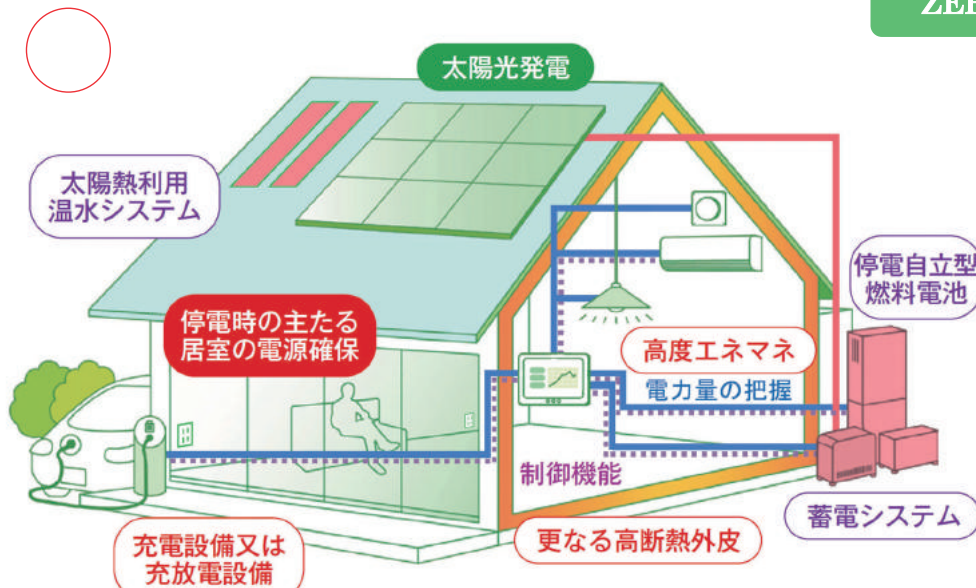 太陽光発電
太陽熱利用
温水システム
停電自立型
燃料電池
停電時の主たる
居室の電源確保
高度エネマネ
電力量の把握
制御機能
蓄電システム
更なる高断熱外皮
充電設備又は
充放電設備